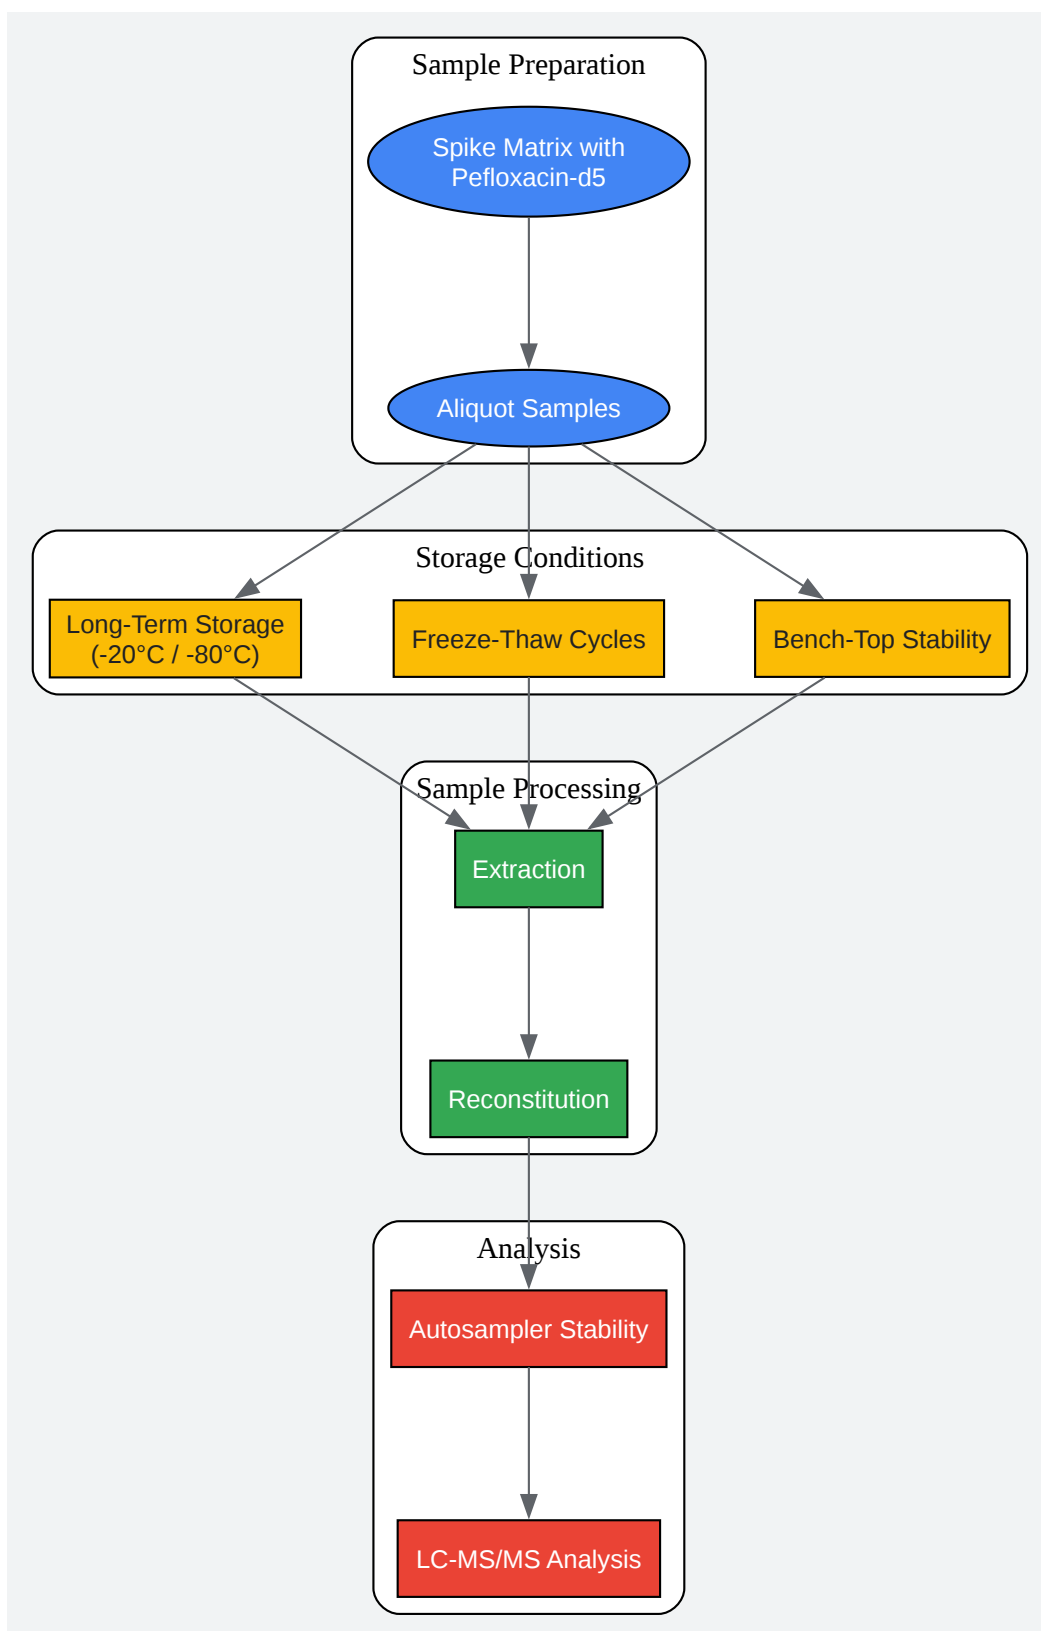 Sample Preparation
Spike Matrix with
Pefloxacin-d5
Aliquot Samples
Storage Conditions
Long-Term Storage
(-20°C / -80°C)
Freeze-Thaw Cycles
Bench-Top Stability
Sample Processing
Extraction
Reconstitution
Analysis
Autosampler Stability
LC-MS/MS Analysis